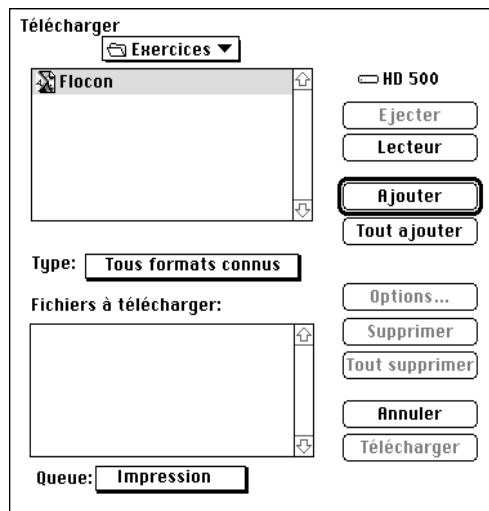 Télécharger
Exercices
Flocon
HD 500
Ejecter
Lecteur
Ajouter
Tout ajouter
Type: Tous formats connus
Fichiers à télécharger:
Options...
Supprimer
Tout supprimer
Annuler
Télécharger
Queue: Impression